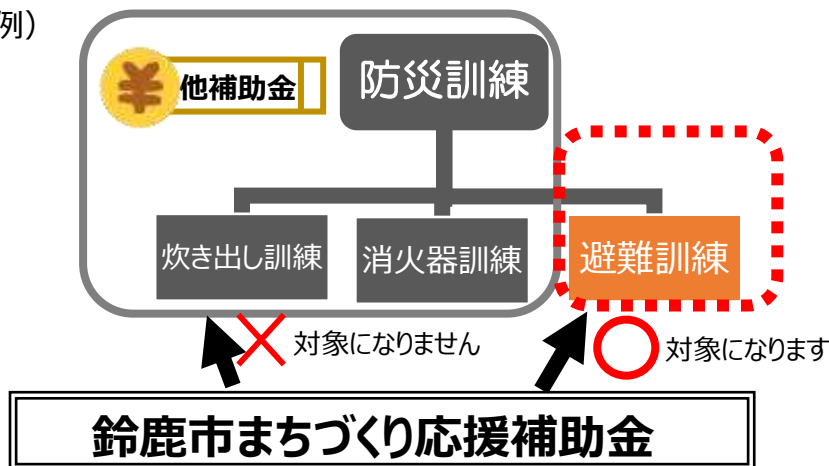 例）
¥
他補助金
防災訓練
炊き出し訓練
消火器訓練
避難訓練
対象になりません
対象になります
鈴鹿市まちづくり応援補助金